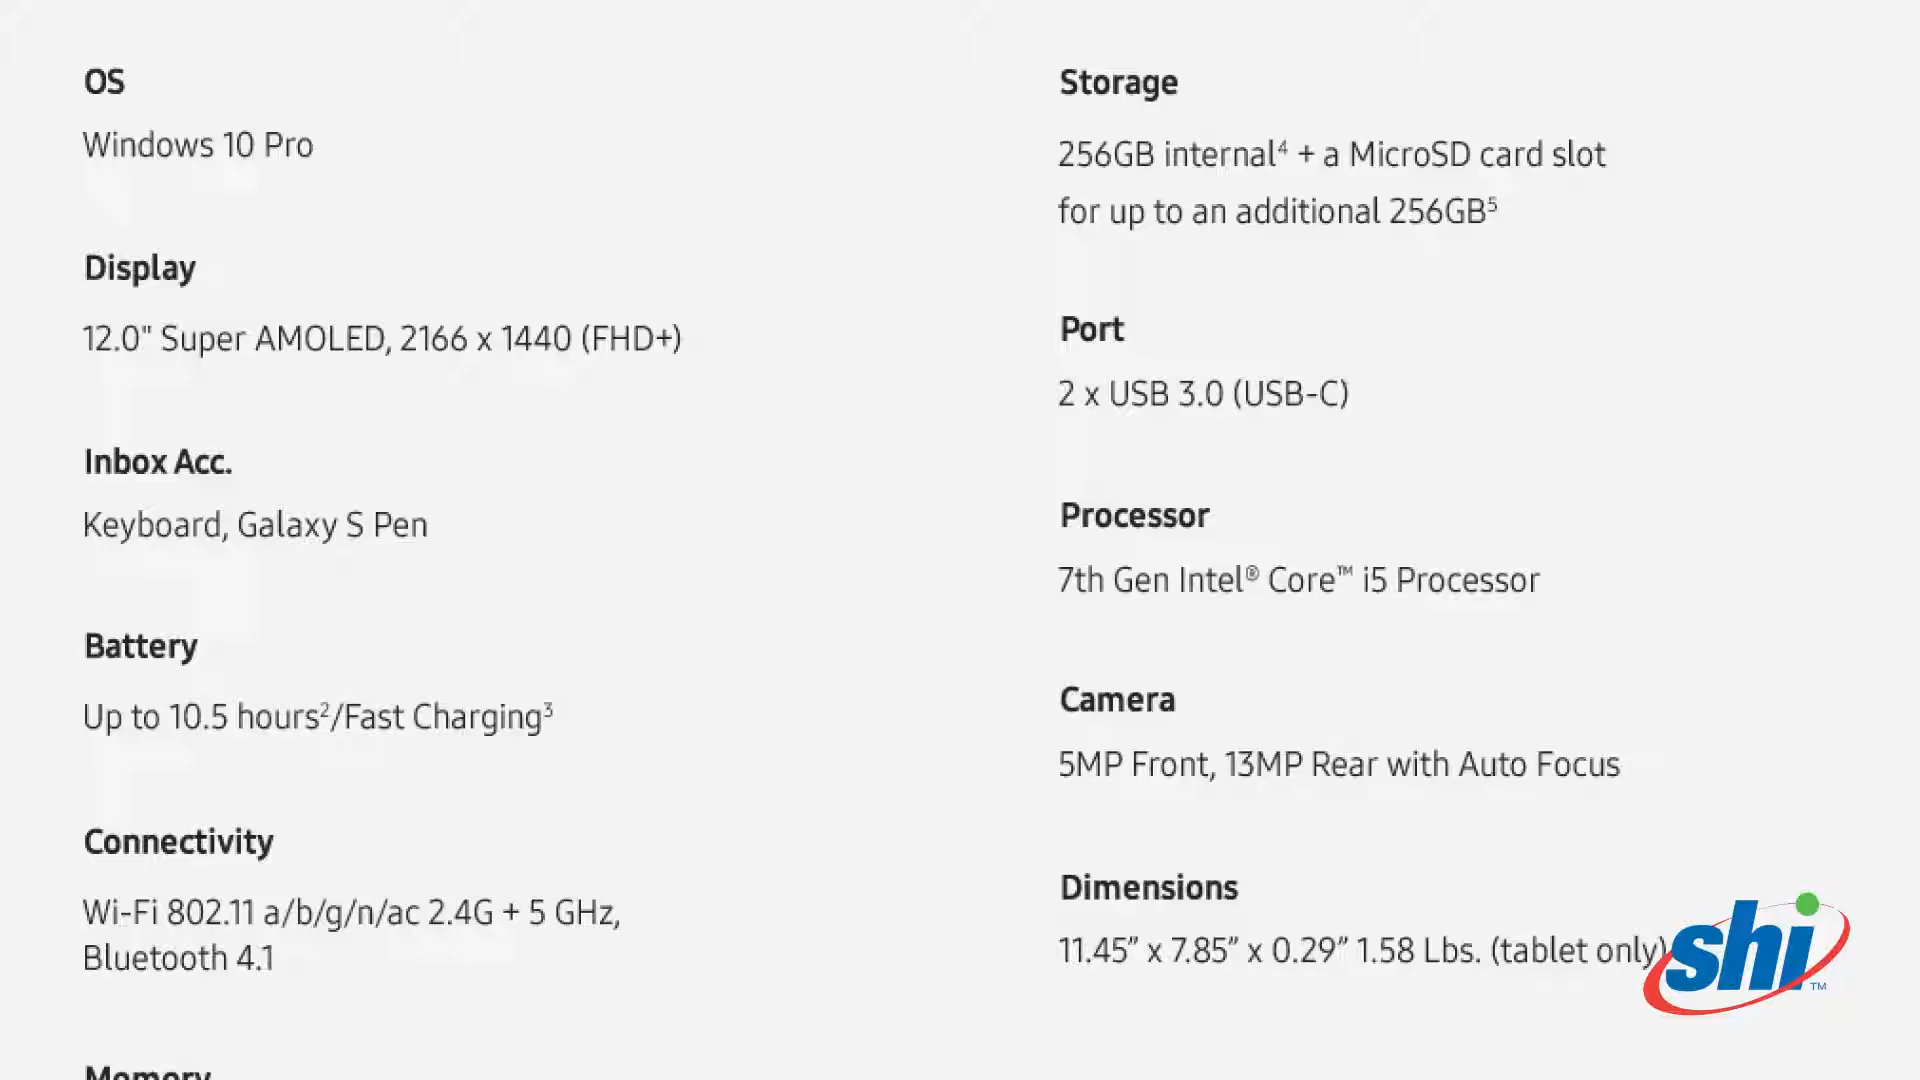 OS
Windows 10 Pro
Display
12.0" Super AMOLED, 2166 x 1440 (FHD+)
Inbox Acc.
Keyboard, Galaxy S Pen
Battery
Up to 10.5 hours²/Fast Charging³
Connectivity
Wi-Fi 802.11 a/b/g/n/ac 2.4G + 5 GHz,
Bluetooth 4.1
Memory
Storage
256GB internal⁴ + a MicroSD card slot
for up to an additional 256GB⁵
Port
2 x USB 3.0 (USB-C)
Processor
7th Gen Intel® Core™ i5 Processor
Camera
5MP Front, 13MP Rear with Auto Focus
Dimensions
11.45” x 7.85” x 0.29” 1.58 Lbs. (tablet only)
shi™